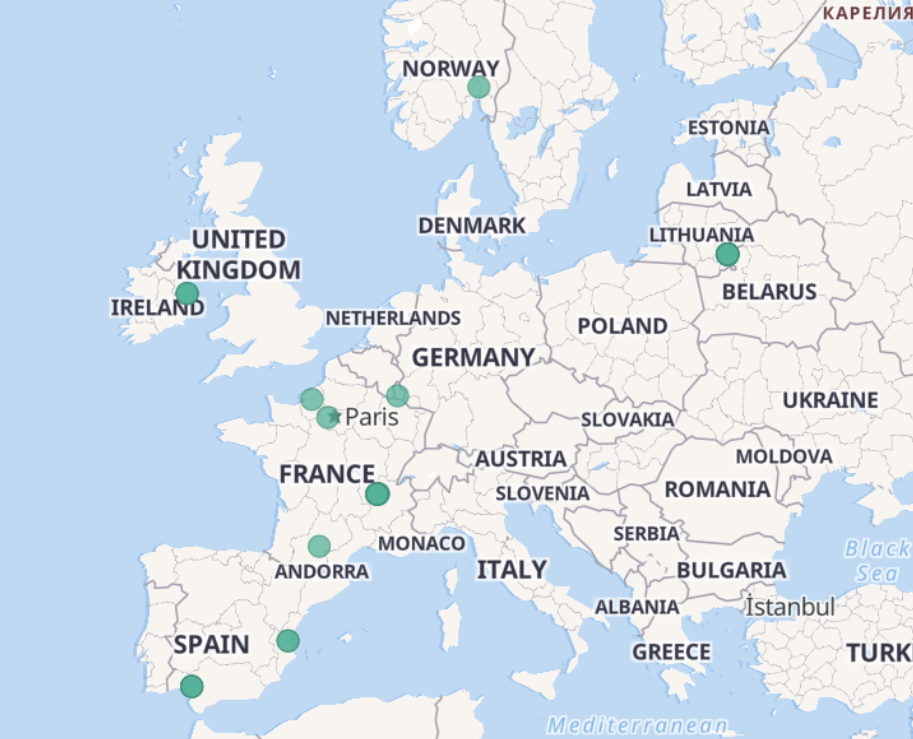 КАРЕЛИЯ
NORWAY
ESTONIA
LATVIA
DENMARK
LITHUANIA
UNITED
KINGDOM
BELARUS
IRELAND
NETHERLANDS
POLAND
GERMANY
UKRAINE
Paris
SLOVAKIA
AUSTRIA
MOLDOVA
FRANCE
SLOVENIA
ROMANIA
SERBIA
MONACO
Black
Sea
ANDORRA
ITALY
BULGARIA
ALBANIA
İstanbul
SPAIN
GREECE
TURK
Mediterranean